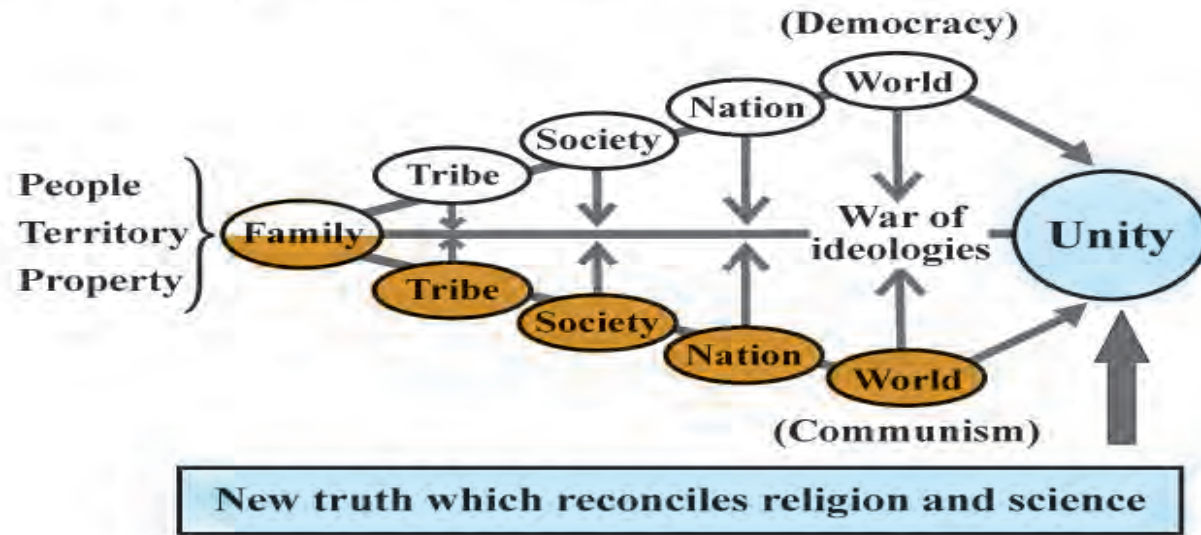 (Democracy)
World
Nation
Society
Tribe
People
Territory
Property
Family
War of
ideologies
Unity
Tribe
Society
Nation
World
(Communism)
New truth which reconciles religion and science